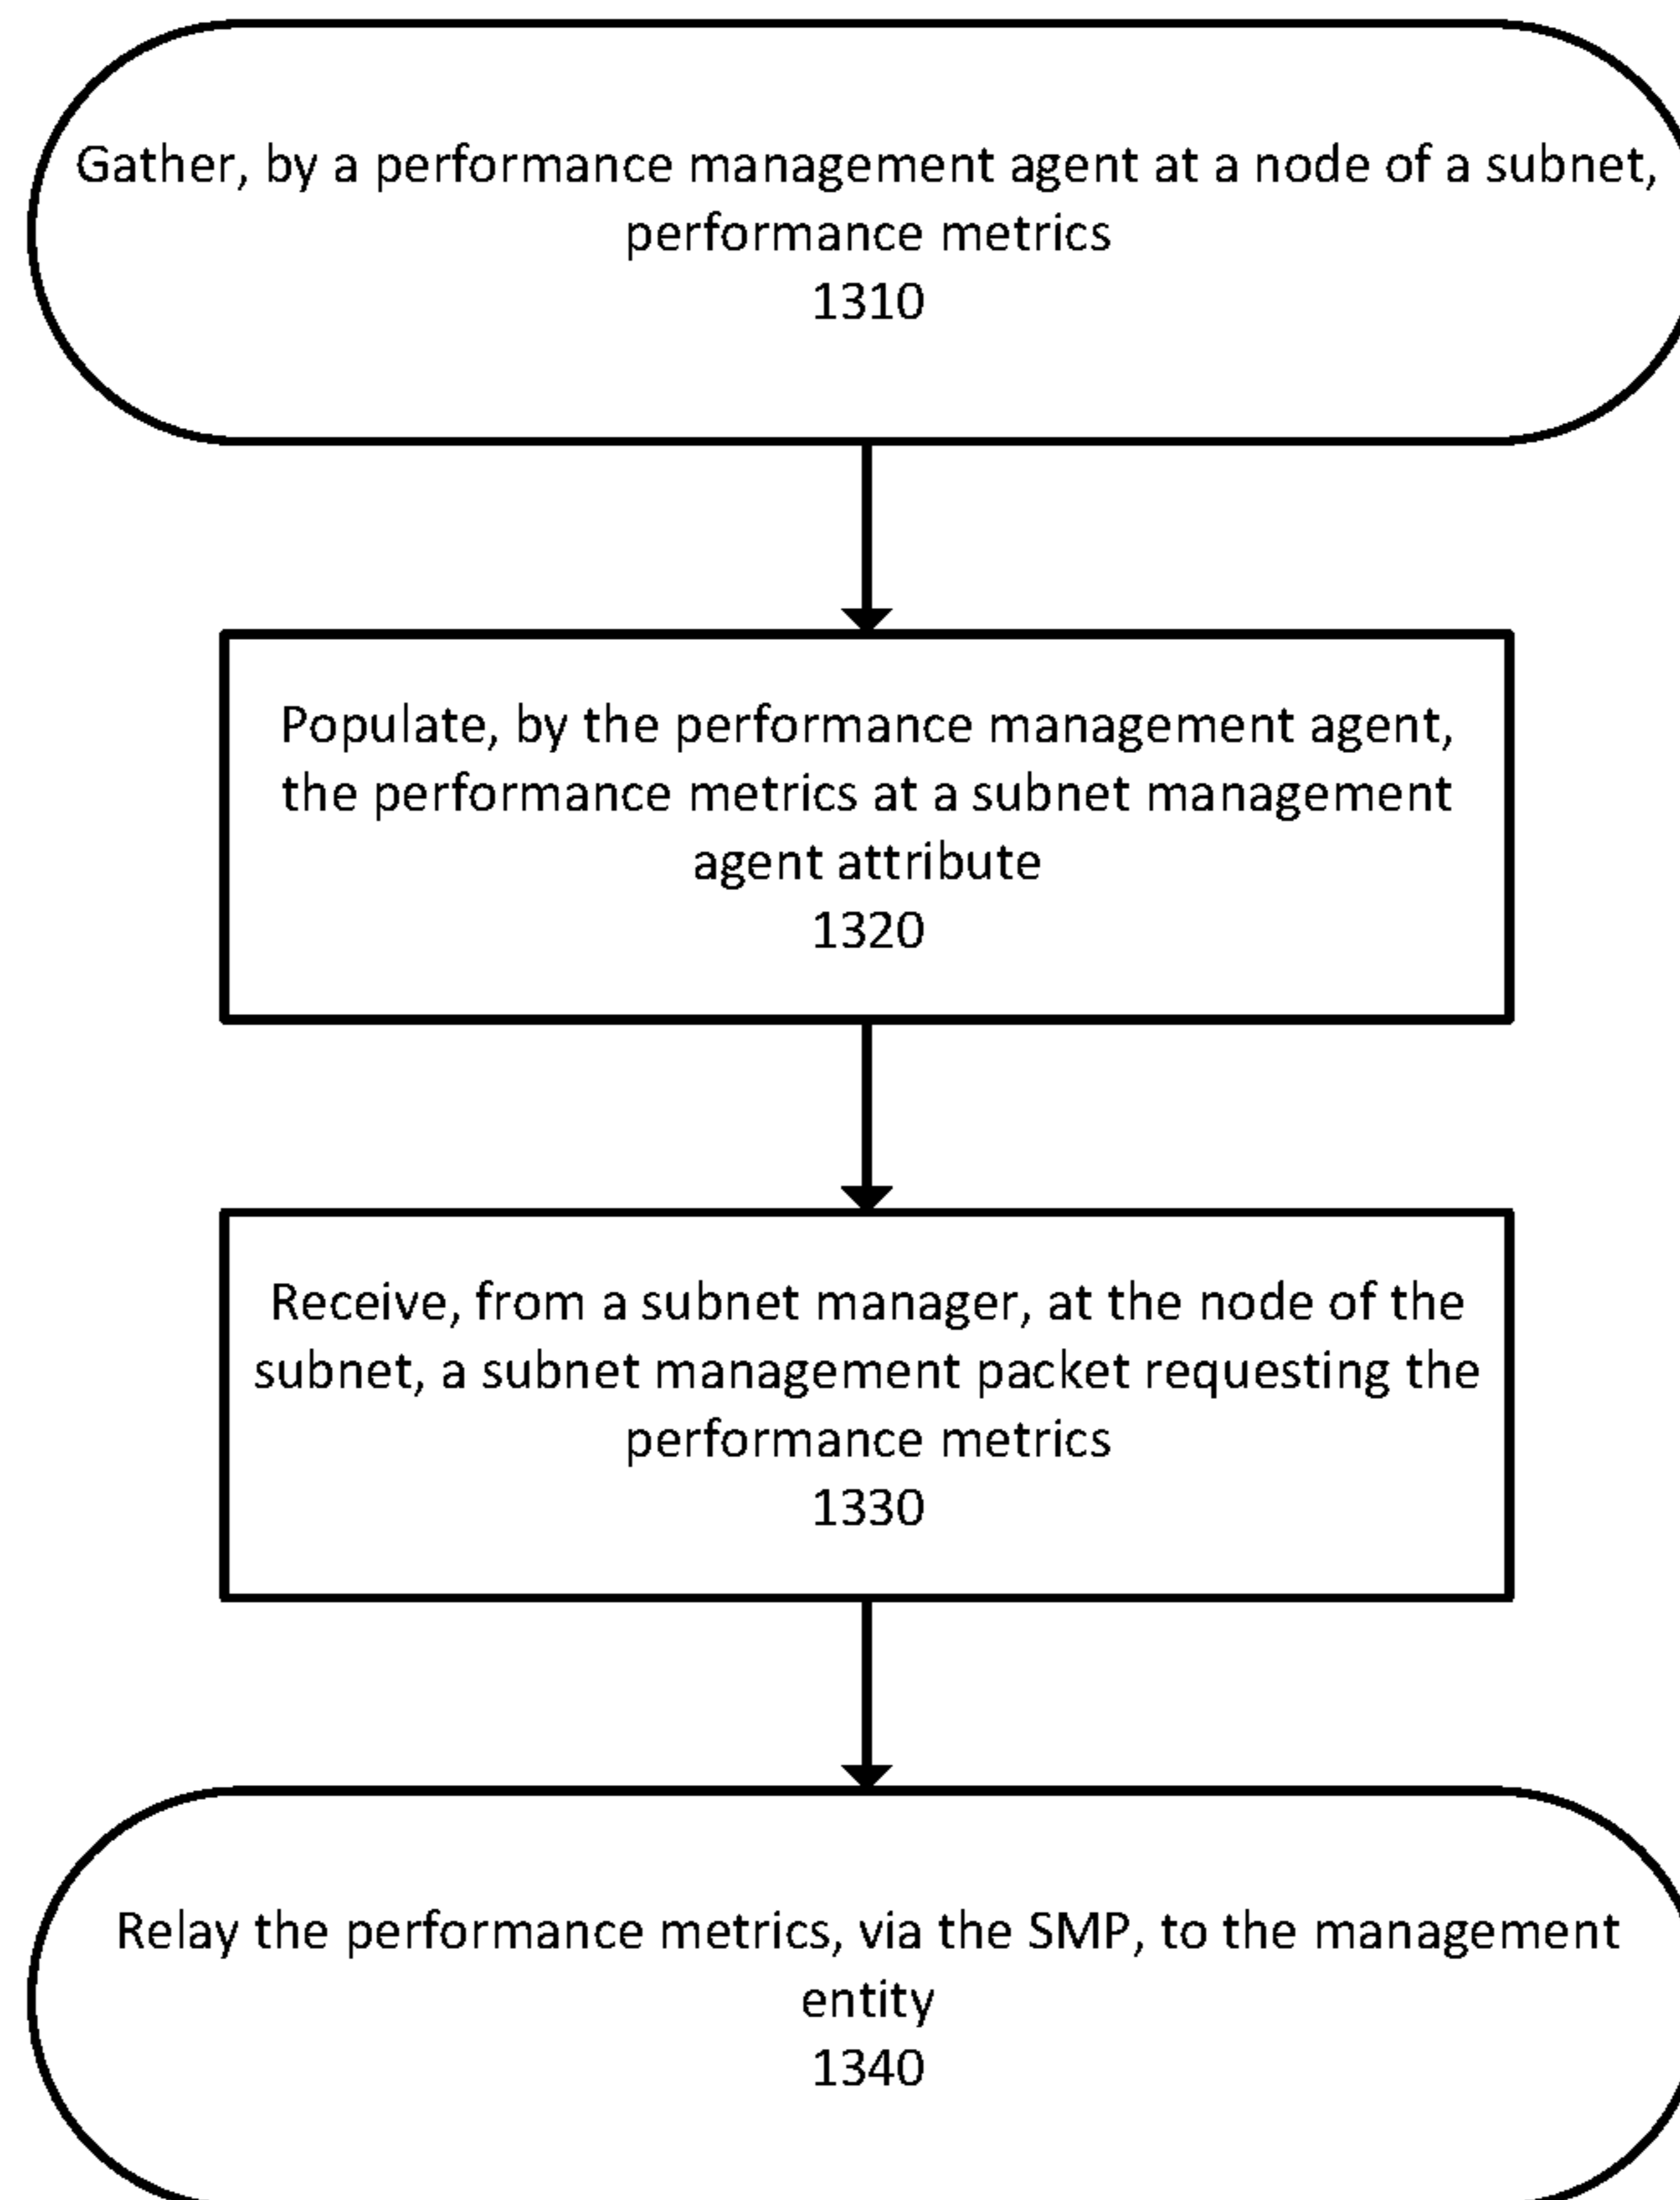 Gather, by a performance management agent at a node of a subnet,
performance metrics
1310
Populate, by the performance management agent,
the performance metrics at a subnet management
agent attribute
1320
Receive, from a subnet manager, at the node of the
subnet, a subnet management packet requesting the
performance metrics
1330
Relay the performance metrics, via the SMP, to the management
entity
1340